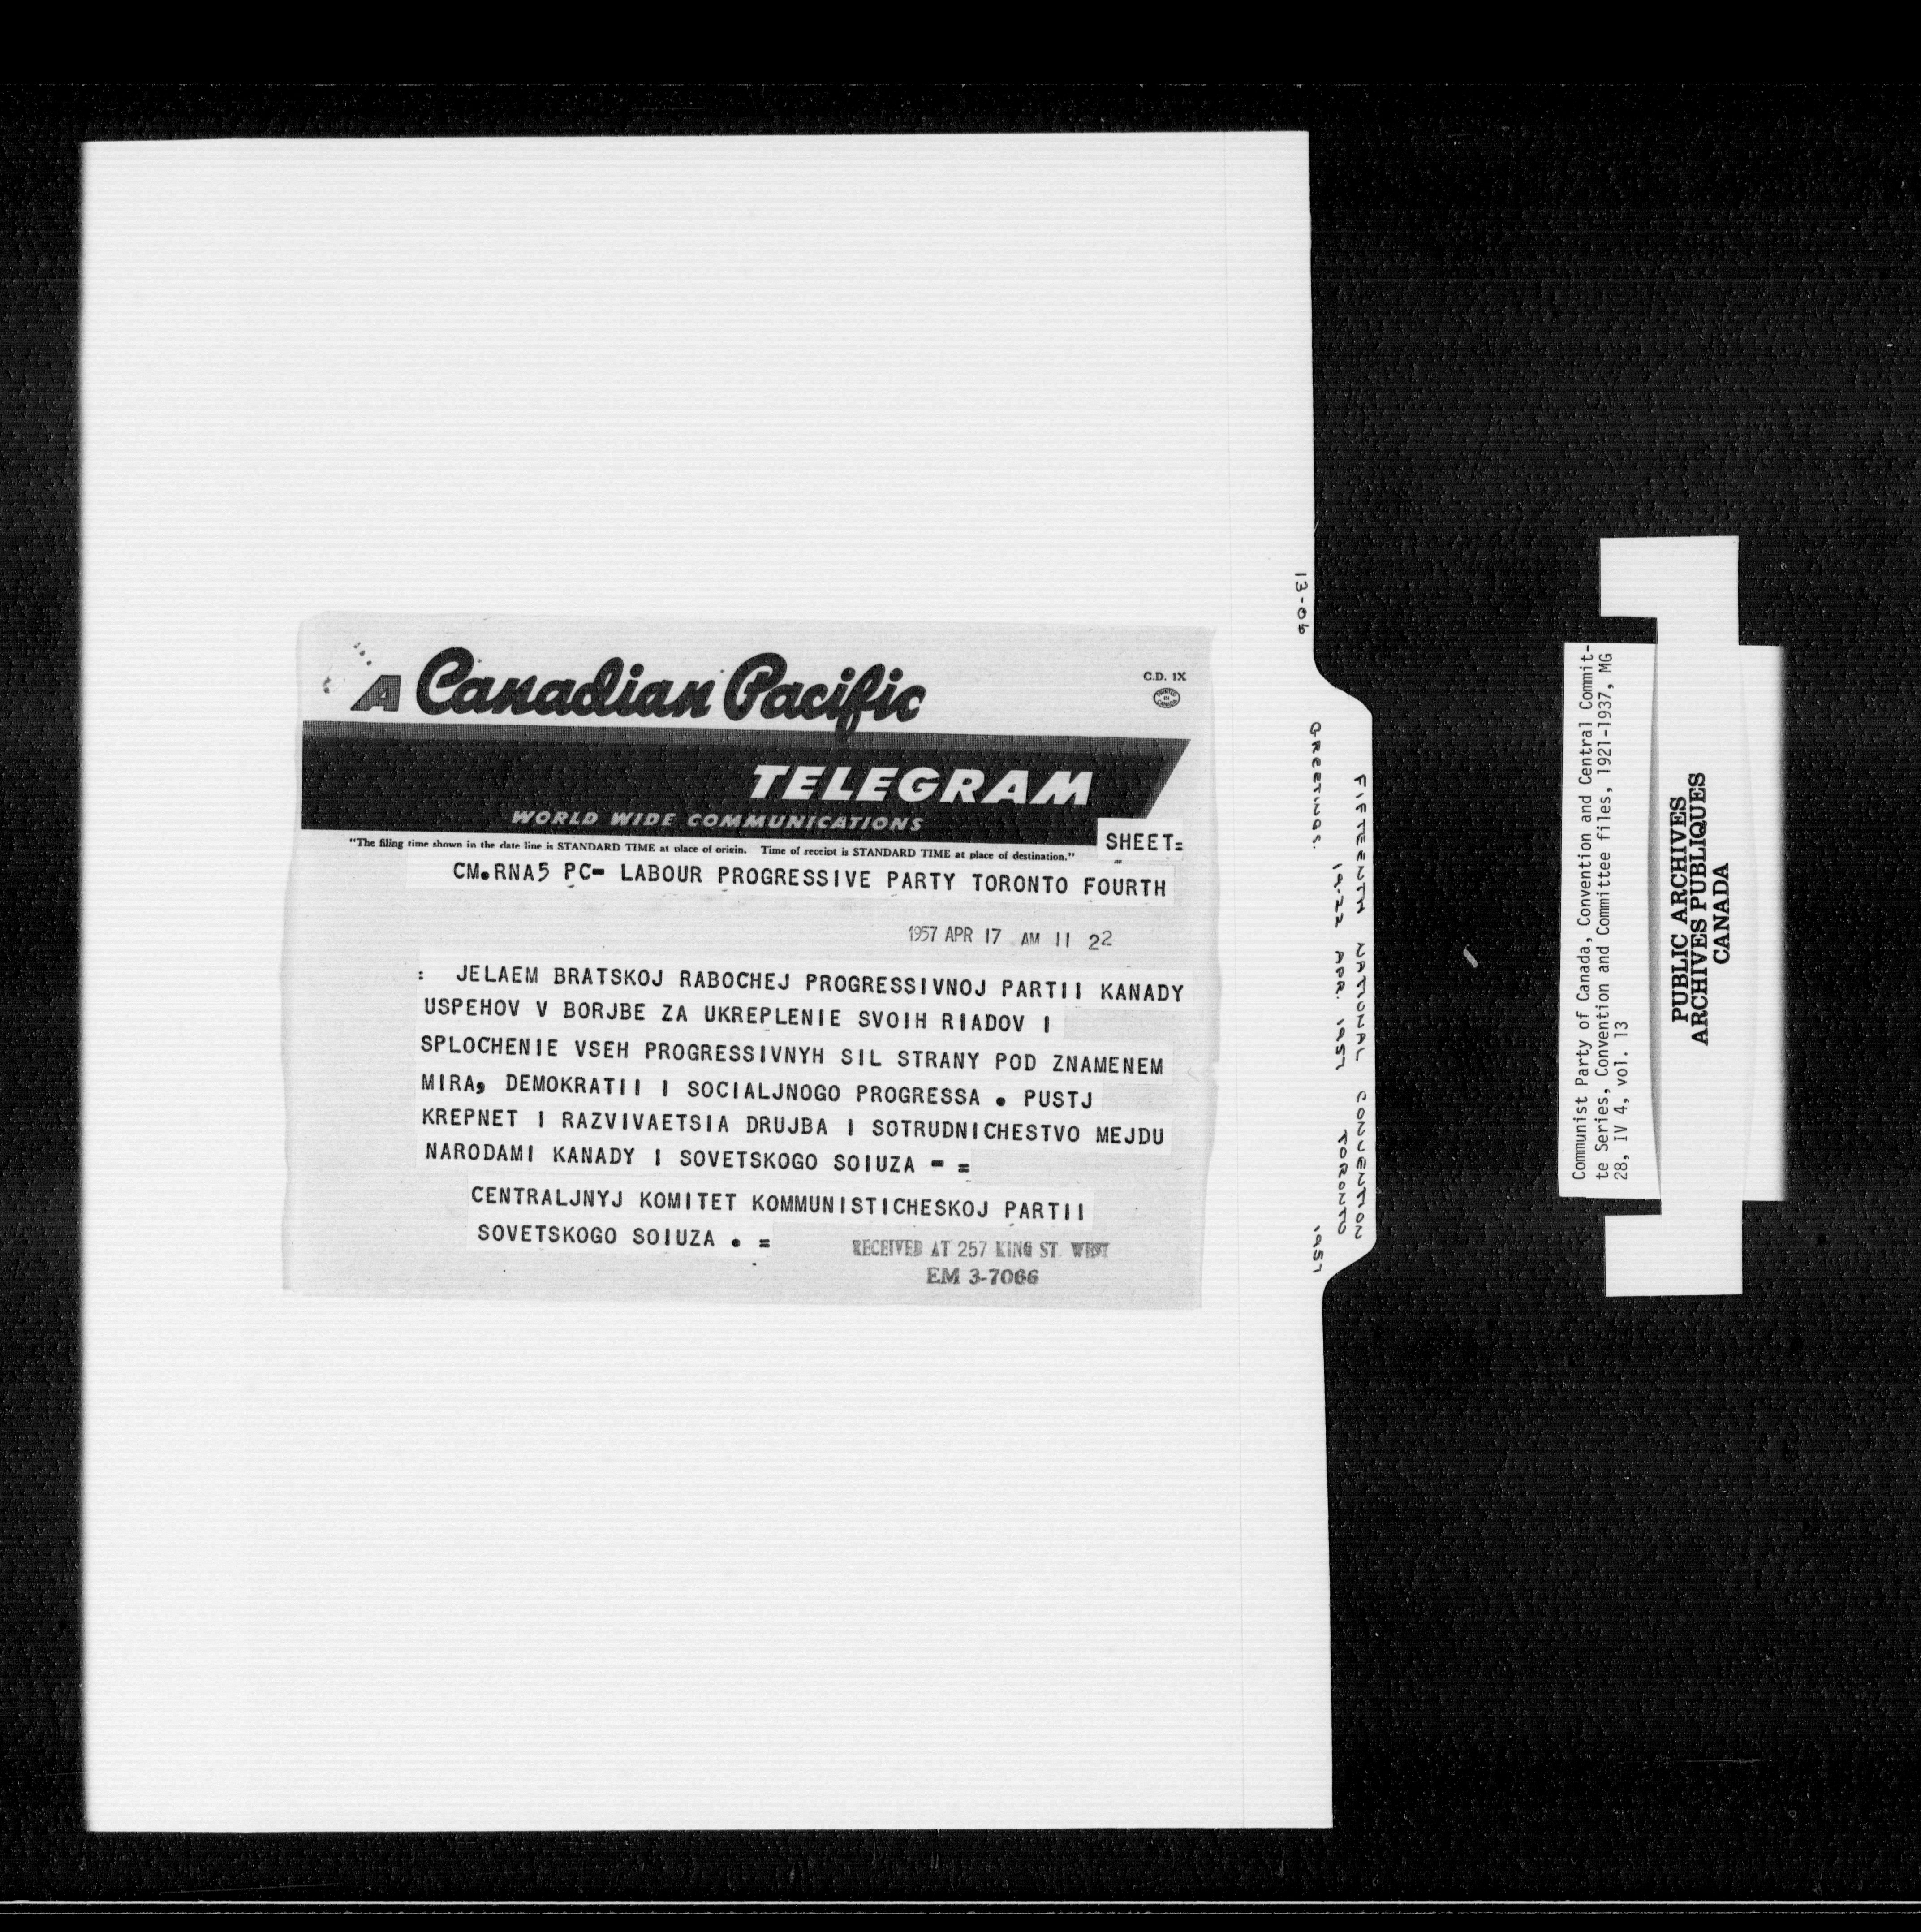 A Canadian Pacific
C.D. 1X
PRINTED IN CANADA
TELEGRAM
WORLD WIDE COMMUNICATIONS
"The filing time shown in the date line is STANDARD TIME at place of origin. Time of receipt is STANDARD TIME at place of destination."
SHEET=
CM.RNA5 PC- LABOUR PROGRESSIVE PARTY TORONTO FOURTH
1957 APR 17 AM 11 22
: JELAEM BRATSKOJ RABOCHEJ PROGRESSIVNOJ PARTII KANADY
USPEHOV V BORJBE ZA UKREPLENIE SVOIH RIADOV I
SPLOCHENIE VSEH PROGRESSIVNYH SIL STRANY POD ZNAMENEM
MIRA, DEMOKRATII I SOCIALJNOGO PROGRESSA . PUSTJ
KREPNET I RAZVIVAETSIA DRUJBA I SOTRUDNICHESTVO MEJDU
NARODAMI KANADY I SOVETSKOGO SOIUZA - =
CENTRALJNYJ KOMITET KOMMUNISTICHESKOJ PARTII
SOVETSKOGO SOIUZA . =
RECEIVED AT 257 KING ST. WEST
EM 3-7066
13-06
FIFTEENTH NATIONAL CONVENTION
19-22 APR. 1957 TORONTO
GREETINGS. 1957
Communist Party of Canada, Convention and Central Commit-
te Series, Convention and Committee files, 1921-1937, MG
28, IV 4, vol. 13
PUBLIC ARCHIVES
ARCHIVES PUBLIQUES
CANADA